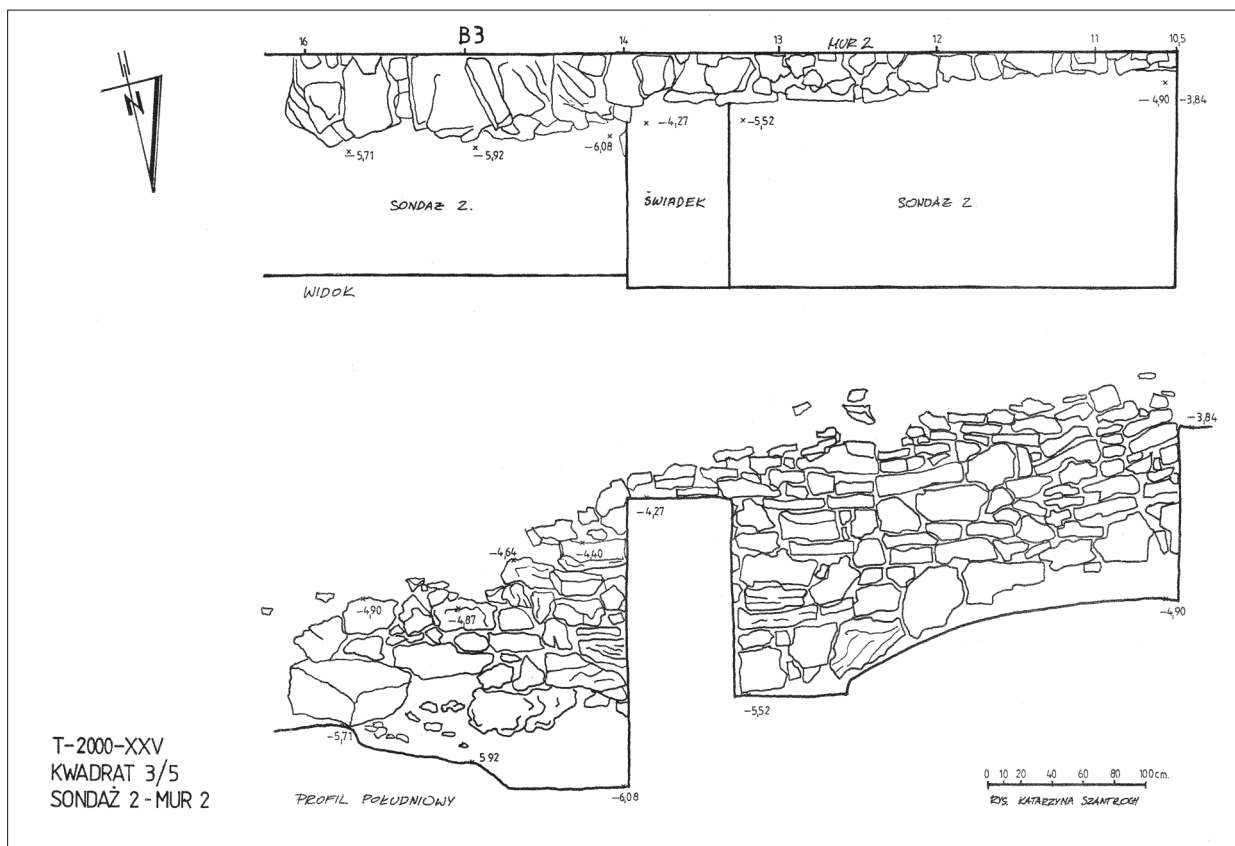 B3
16 14 13 MUR 2 12 11 10,5
N
-5,71 -5,92 -6,08 -4,27 -5,52 -4,90 -3,84
SONDAŻ 2. ŚWIADEK SONDAŻ 2
WIDOK
-3,84
-4,27
-4,64 -4,40
-4,90 -4,87
-4,90
-5,52
-5,71
5 92
-6,08
T-2000-XXV
KWADRAT 3/5
SONDAŻ 2 - MUR 2
PROFIL POŁUDNIOWY
0 10 20 40 60 80 100 cm.
RYS. KATARZYNA SZANTROCH